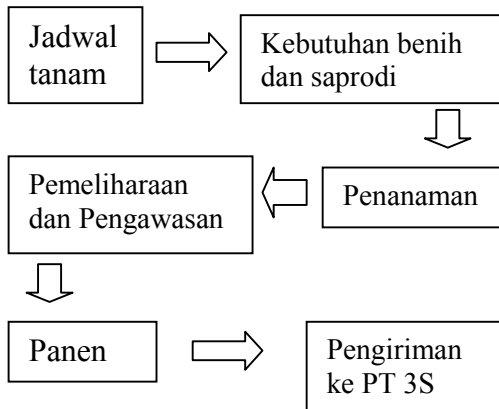 Jadwal
tanam
Kebutuhan benih
dan saprodi
Penanaman
Pemeliharaan
dan Pengawasan
Panen
Pengiriman
ke PT 3S